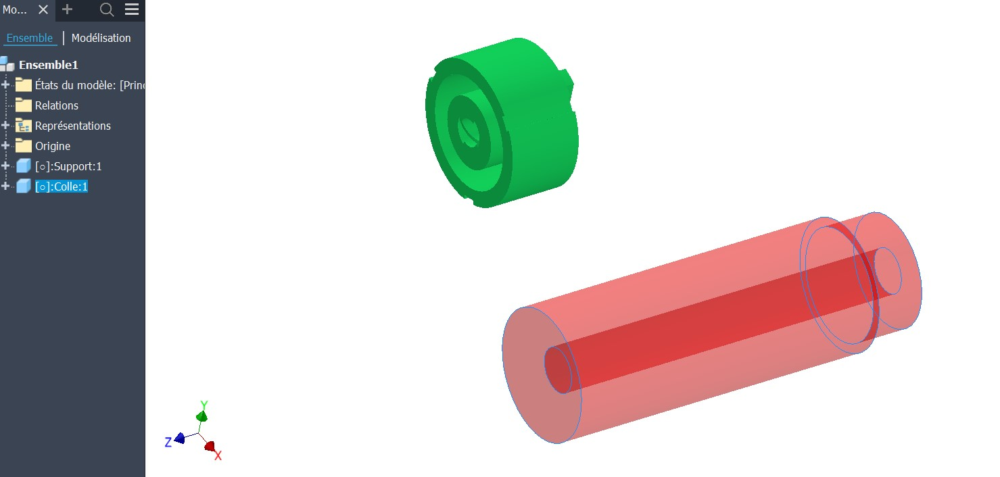 Mo...
Ensemble | Modélisation
Ensemble1
États du modèle: [Princ
Relations
Représentations
Origine
[○]:Support:1
[○]:Colle:1
Y
Z
X